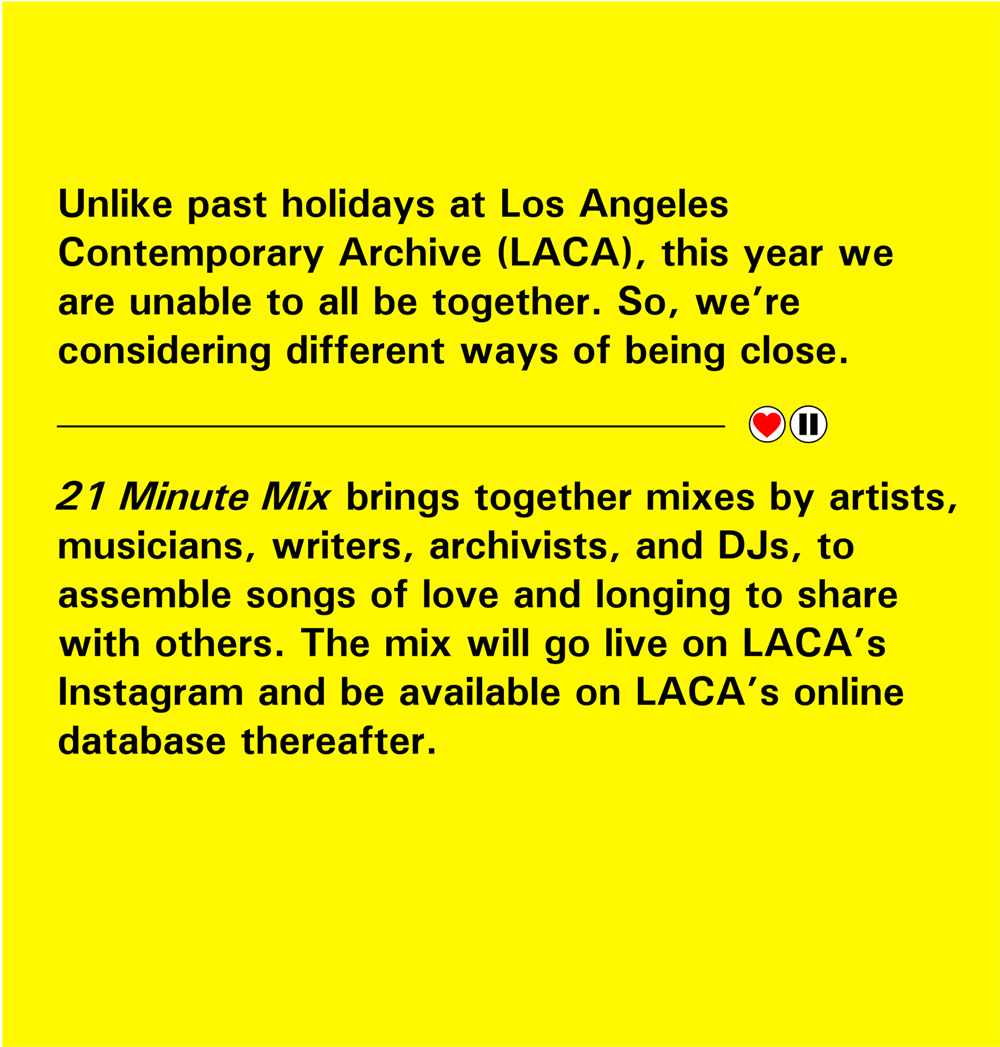 Unlike past holidays at Los Angeles
Contemporary Archive (LACA), this year we
are unable to all be together. So, we’re
considering different ways of being close.
21 Minute Mix brings together mixes by artists,
musicians, writers, archivists, and DJs, to
assemble songs of love and longing to share
with others. The mix will go live on LACA’s
Instagram and be available on LACA’s online
database thereafter.